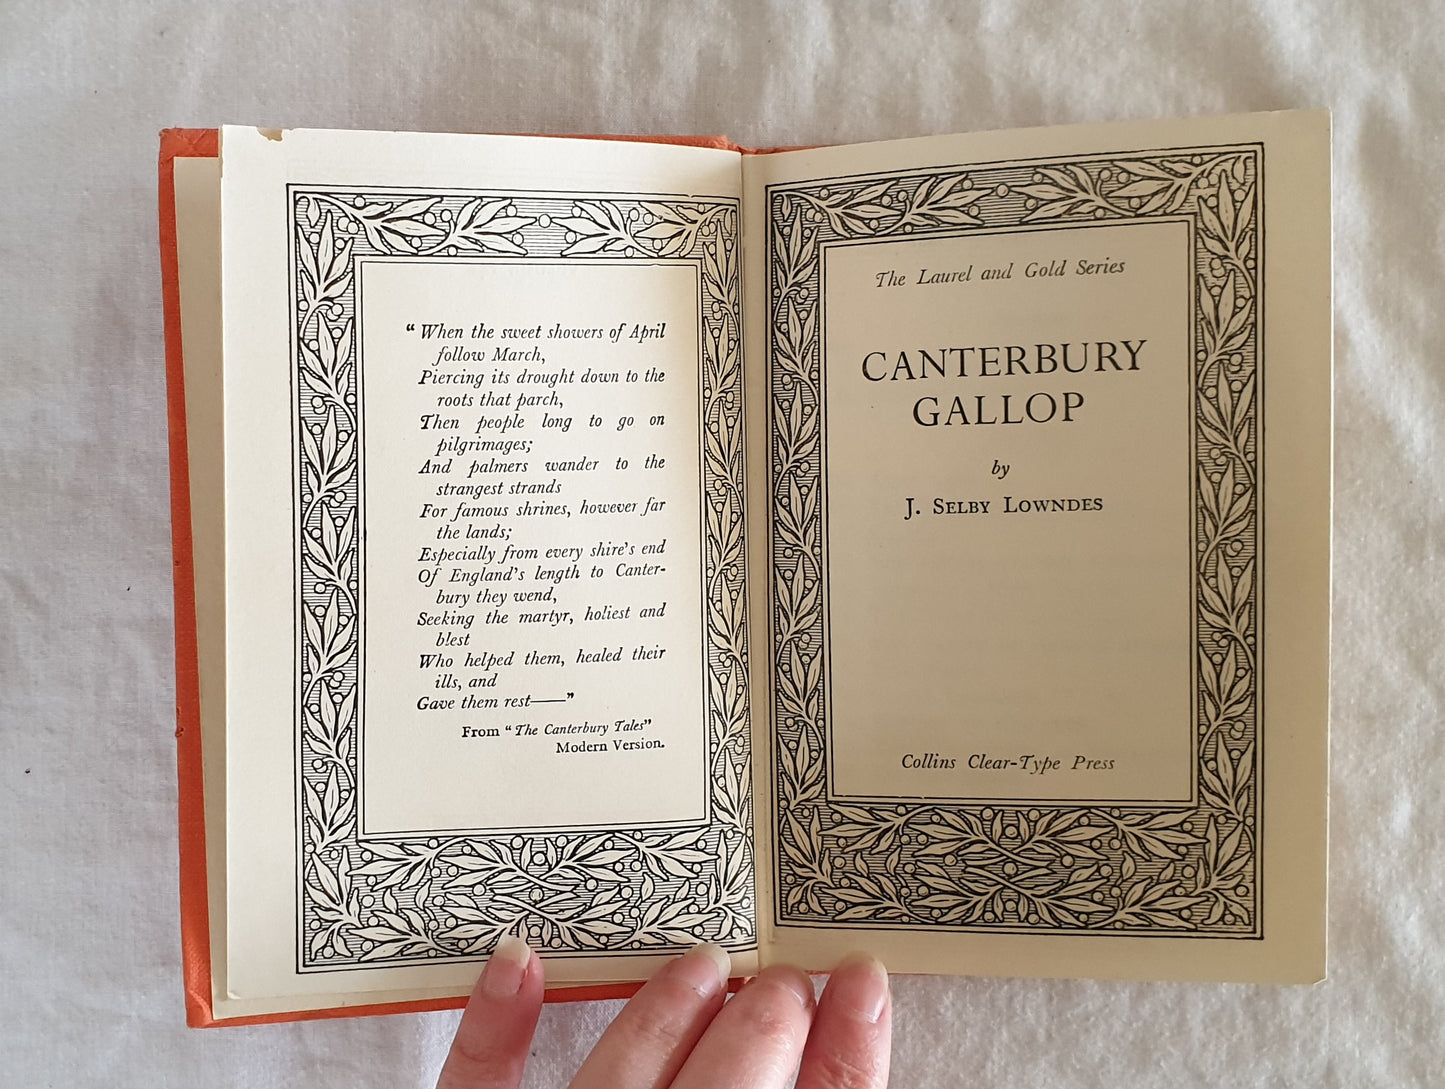 “ When the sweet showers of April
follow March,
Piercing its drought down to the
roots that parch,
Then people long to go on
pilgrimages;
And palmers wander to the
strangest strands
For famous shrines, however far
the lands;
Especially from every shire’s end
Of England’s length to Canter-
bury they wend,
Seeking the martyr, holiest and
blest
Who helped them, healed their
ills, and
Gave them rest——”
From “The Canterbury Tales”
Modern Version.
The Laurel and Gold Series
CANTERBURY
GALLOP
by
J. SELBY LOWNDES
Collins Clear-Type Press